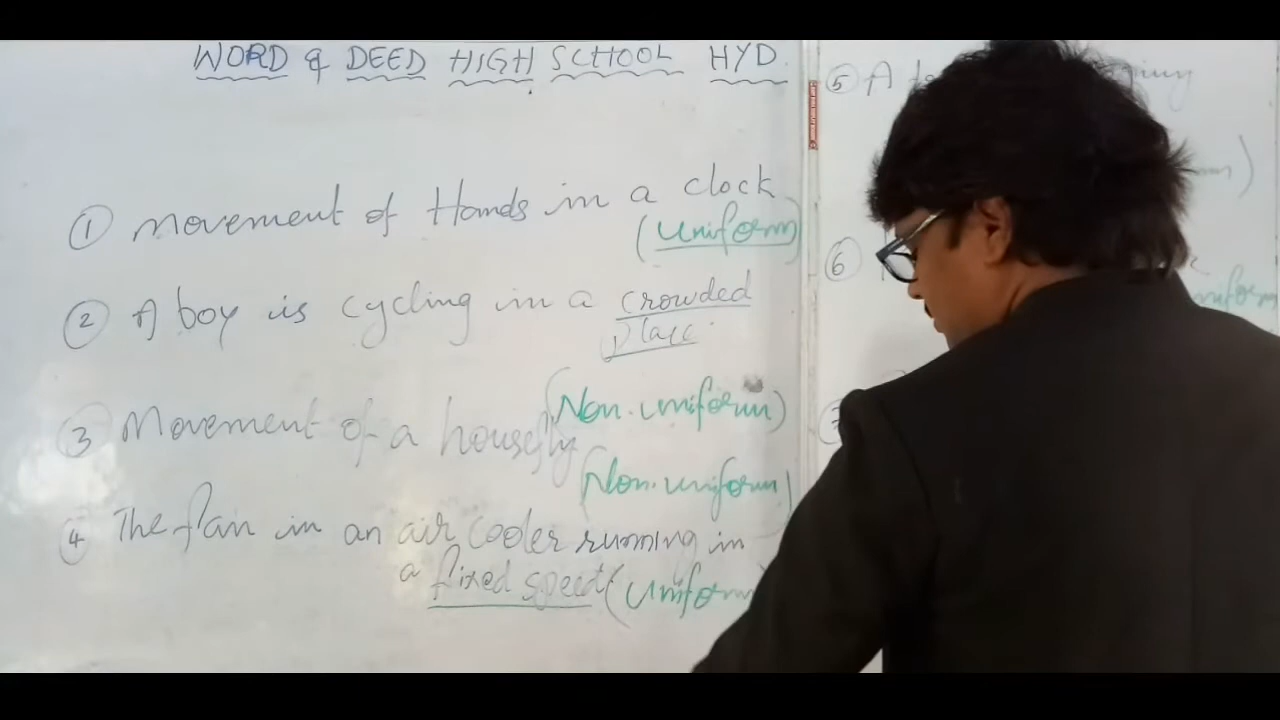 WORD & DEED HIGH SCHOOL HYD.
① Movement of Hands in a clock
(Uniform)
② A boy is cycling in a crowded
place
(Non-uniform)
③ Movement of a housefly
(Non-uniform)
④ The fan in an air cooler running in
a fixed speed (Uniform
⑤ A
⑥